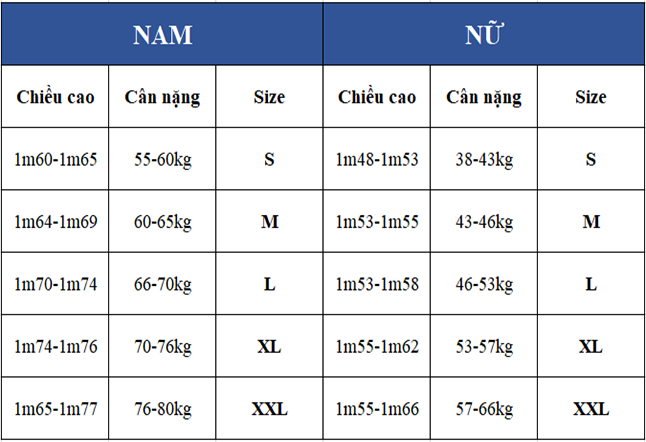 NAM NỮ
Chiều cao Cân nặng Size Chiều cao Cân nặng Size
1m60-1m65 55-60kg S 1m48-1m53 38-43kg S
1m64-1m69 60-65kg M 1m53-1m55 43-46kg M
1m70-1m74 66-70kg L 1m53-1m58 46-53kg L
1m74-1m76 70-76kg XL 1m55-1m62 53-57kg XL
1m65-1m77 76-80kg XXL 1m55-1m66 57-66kg XXL